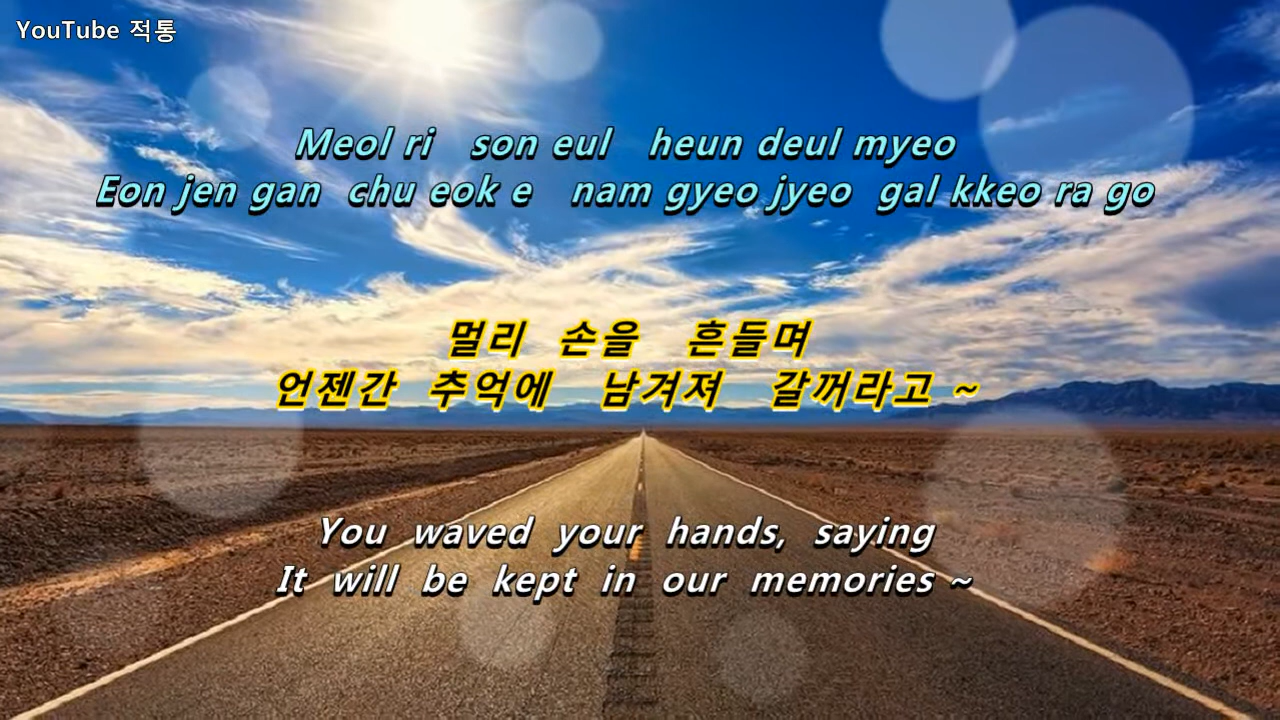 YouTube 적통
Meol ri son eul heun deul myeo
Eon jen gan chu eok e nam gyeo jyeo gal kkeo ra go
멀리 손을 흔들며
언젠간 추억에 남겨져 갈꺼라고 ~
You waved your hands, saying
It will be kept in our memories ~